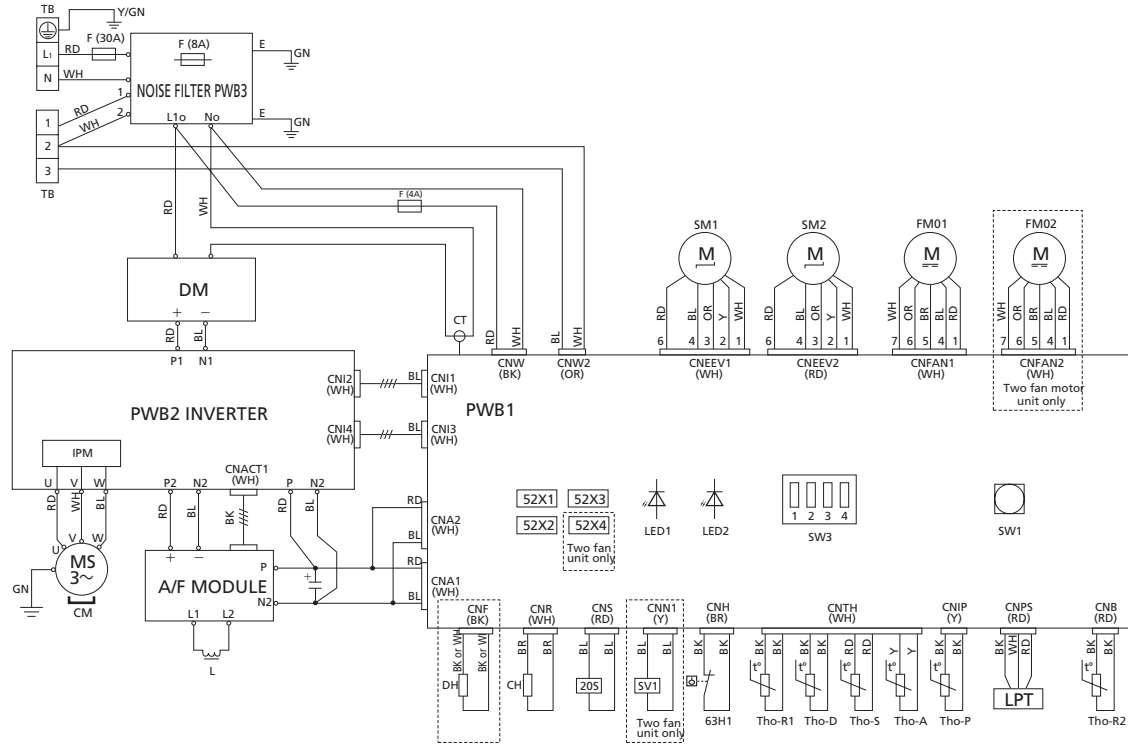 TB
Y/GN
L1
RD
F (30A)
N
WH
F (8A)
NOISE FILTER PWB3
E
GN
E
GN
1
2
L1o
No
RD
WH
1
2
3
TB
RD
WH
F (4A)
DM
+
−
RD
BL
P1
N1
CT
RD
WH
BL
WH
CNW
(BK)
CNW2
(OR)
SM1
M
RD
BL
OR
Y
WH
6
4
3
2
1
CNEEV1
(WH)
SM2
M
RD
BL
OR
Y
WH
6
4
3
2
1
CNEEV2
(RD)
FM01
M
WH
OR
BR
BL
RD
7
6
5
4
1
CNFAN1
(WH)
FM02
M
WH
OR
BR
BL
RD
7
6
5
4
1
CNFAN2
(WH)
Two fan motor
unit only
PWB2 INVERTER
CNI2
(WH)
BL
CNI1
(WH)
CNI4
(WH)
BL
CNI3
(WH)
PWB1
IPM
U
V
W
P2
N2
CNACT1
(WH)
P
N2
RD
WH
BL
RD
BL
BK
RD
BL
U
V
W
MS
3~
GN
CM
+
−
A/F MODULE
P
N2
L1
L2
L
+
RD
BL
CNA2
(WH)
RD
BL
CNA1
(WH)
52X1
52X3
52X2
52X4
Two fan
unit only
LED1
LED2
1
2
3
4
SW3
SW1
CNF
(BK)
BK or WH
BK or WH
DH
CNR
(WH)
BR
BR
CH
CNS
(RD)
BL
BL
20S
CNN1
(Y)
BL
BL
SV1
Two fan
unit only
CNH
(BR)
BK
BK
63H1
CNTH
(WH)
BK
BK
BK
BK
RD
RD
Y
Y
t°
t°
t°
t°
Tho-R1
Tho-D
Tho-S
Tho-A
CNIP
(Y)
BK
BK
t°
Tho-P
CNPS
(RD)
BK
WH
RD
LPT
CNB
(RD)
BK
BK
t°
Tho-R2